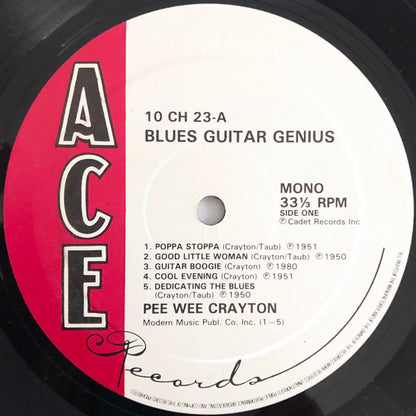 ACE
Records
10 CH 23-A
BLUES GUITAR GENIUS
MONO
33⅓ RPM
SIDE ONE
Ⓟ Cadet Records Inc
1. POPPA STOPPA (Crayton/Taub) Ⓟ1951
2. GOOD LITTLE WOMAN (Crayton/Taub) Ⓟ 1950
3. GUITAR BOOGIE (Crayton) Ⓟ 1980
4. COOL EVENING (Crayton) Ⓟ 1951
5. DEDICATING THE BLUES
(Crayton/Taub) Ⓟ 1950
PEE WEE CRAYTON
Modern Music Publ. Co. Inc. (1–5)